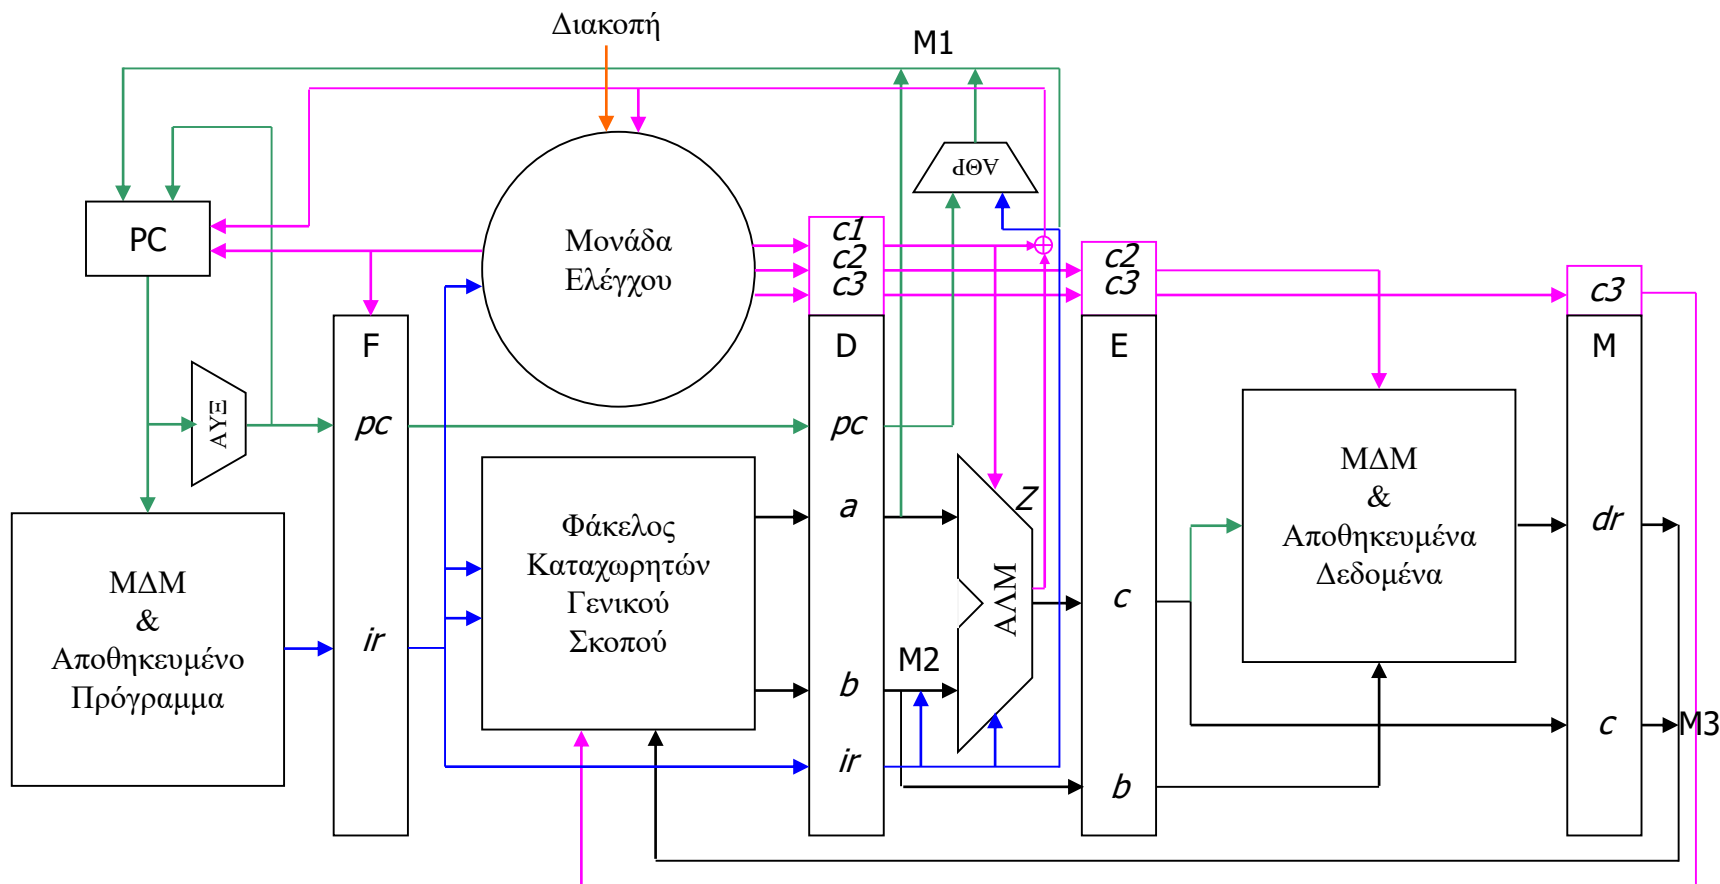 Διακοπή
M1
ΑΘΡ
PC
Μονάδα
Ελέγχου
c1
c2
c3
c2
c3
c3
F
D
E
M
ΑΥΞ
pc
pc
ΜΔΜ
&
Αποθηκευμένα
Δεδομένα
Z
a
dr
Φάκελος
Καταχωρητών
Γενικού
Σκοπού
ΑΛΜ
c
ΜΔΜ
&
Αποθηκευμένο
Πρόγραμμα
ir
M2
b
c
M3
ir
b